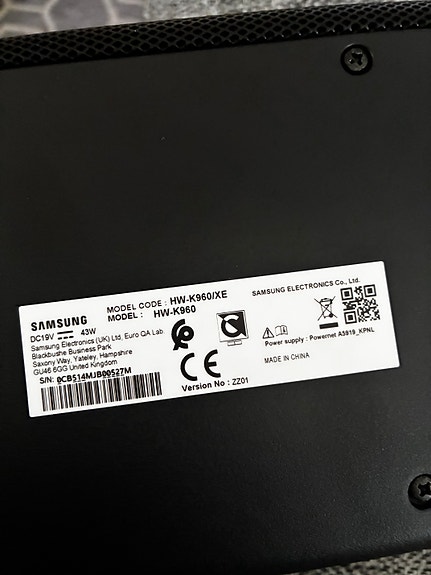 SAMSUNG
DC19V 43W
MODEL CODE : HW-K960/XE
MODEL : HW-K960
Samsung Electronics (UK) Ltd, Euro QA Lab.
Blackbushe Business Park
Saxony Way, Yateley, Hampshire
GU46 6GG United Kingdom
S/N: 0CB514MJB00527M
CE
Version No : ZZ01
SAMSUNG ELECTRONICS Co., Ltd.
Power supply : Powernet A5919_KPNL
MADE IN CHINA